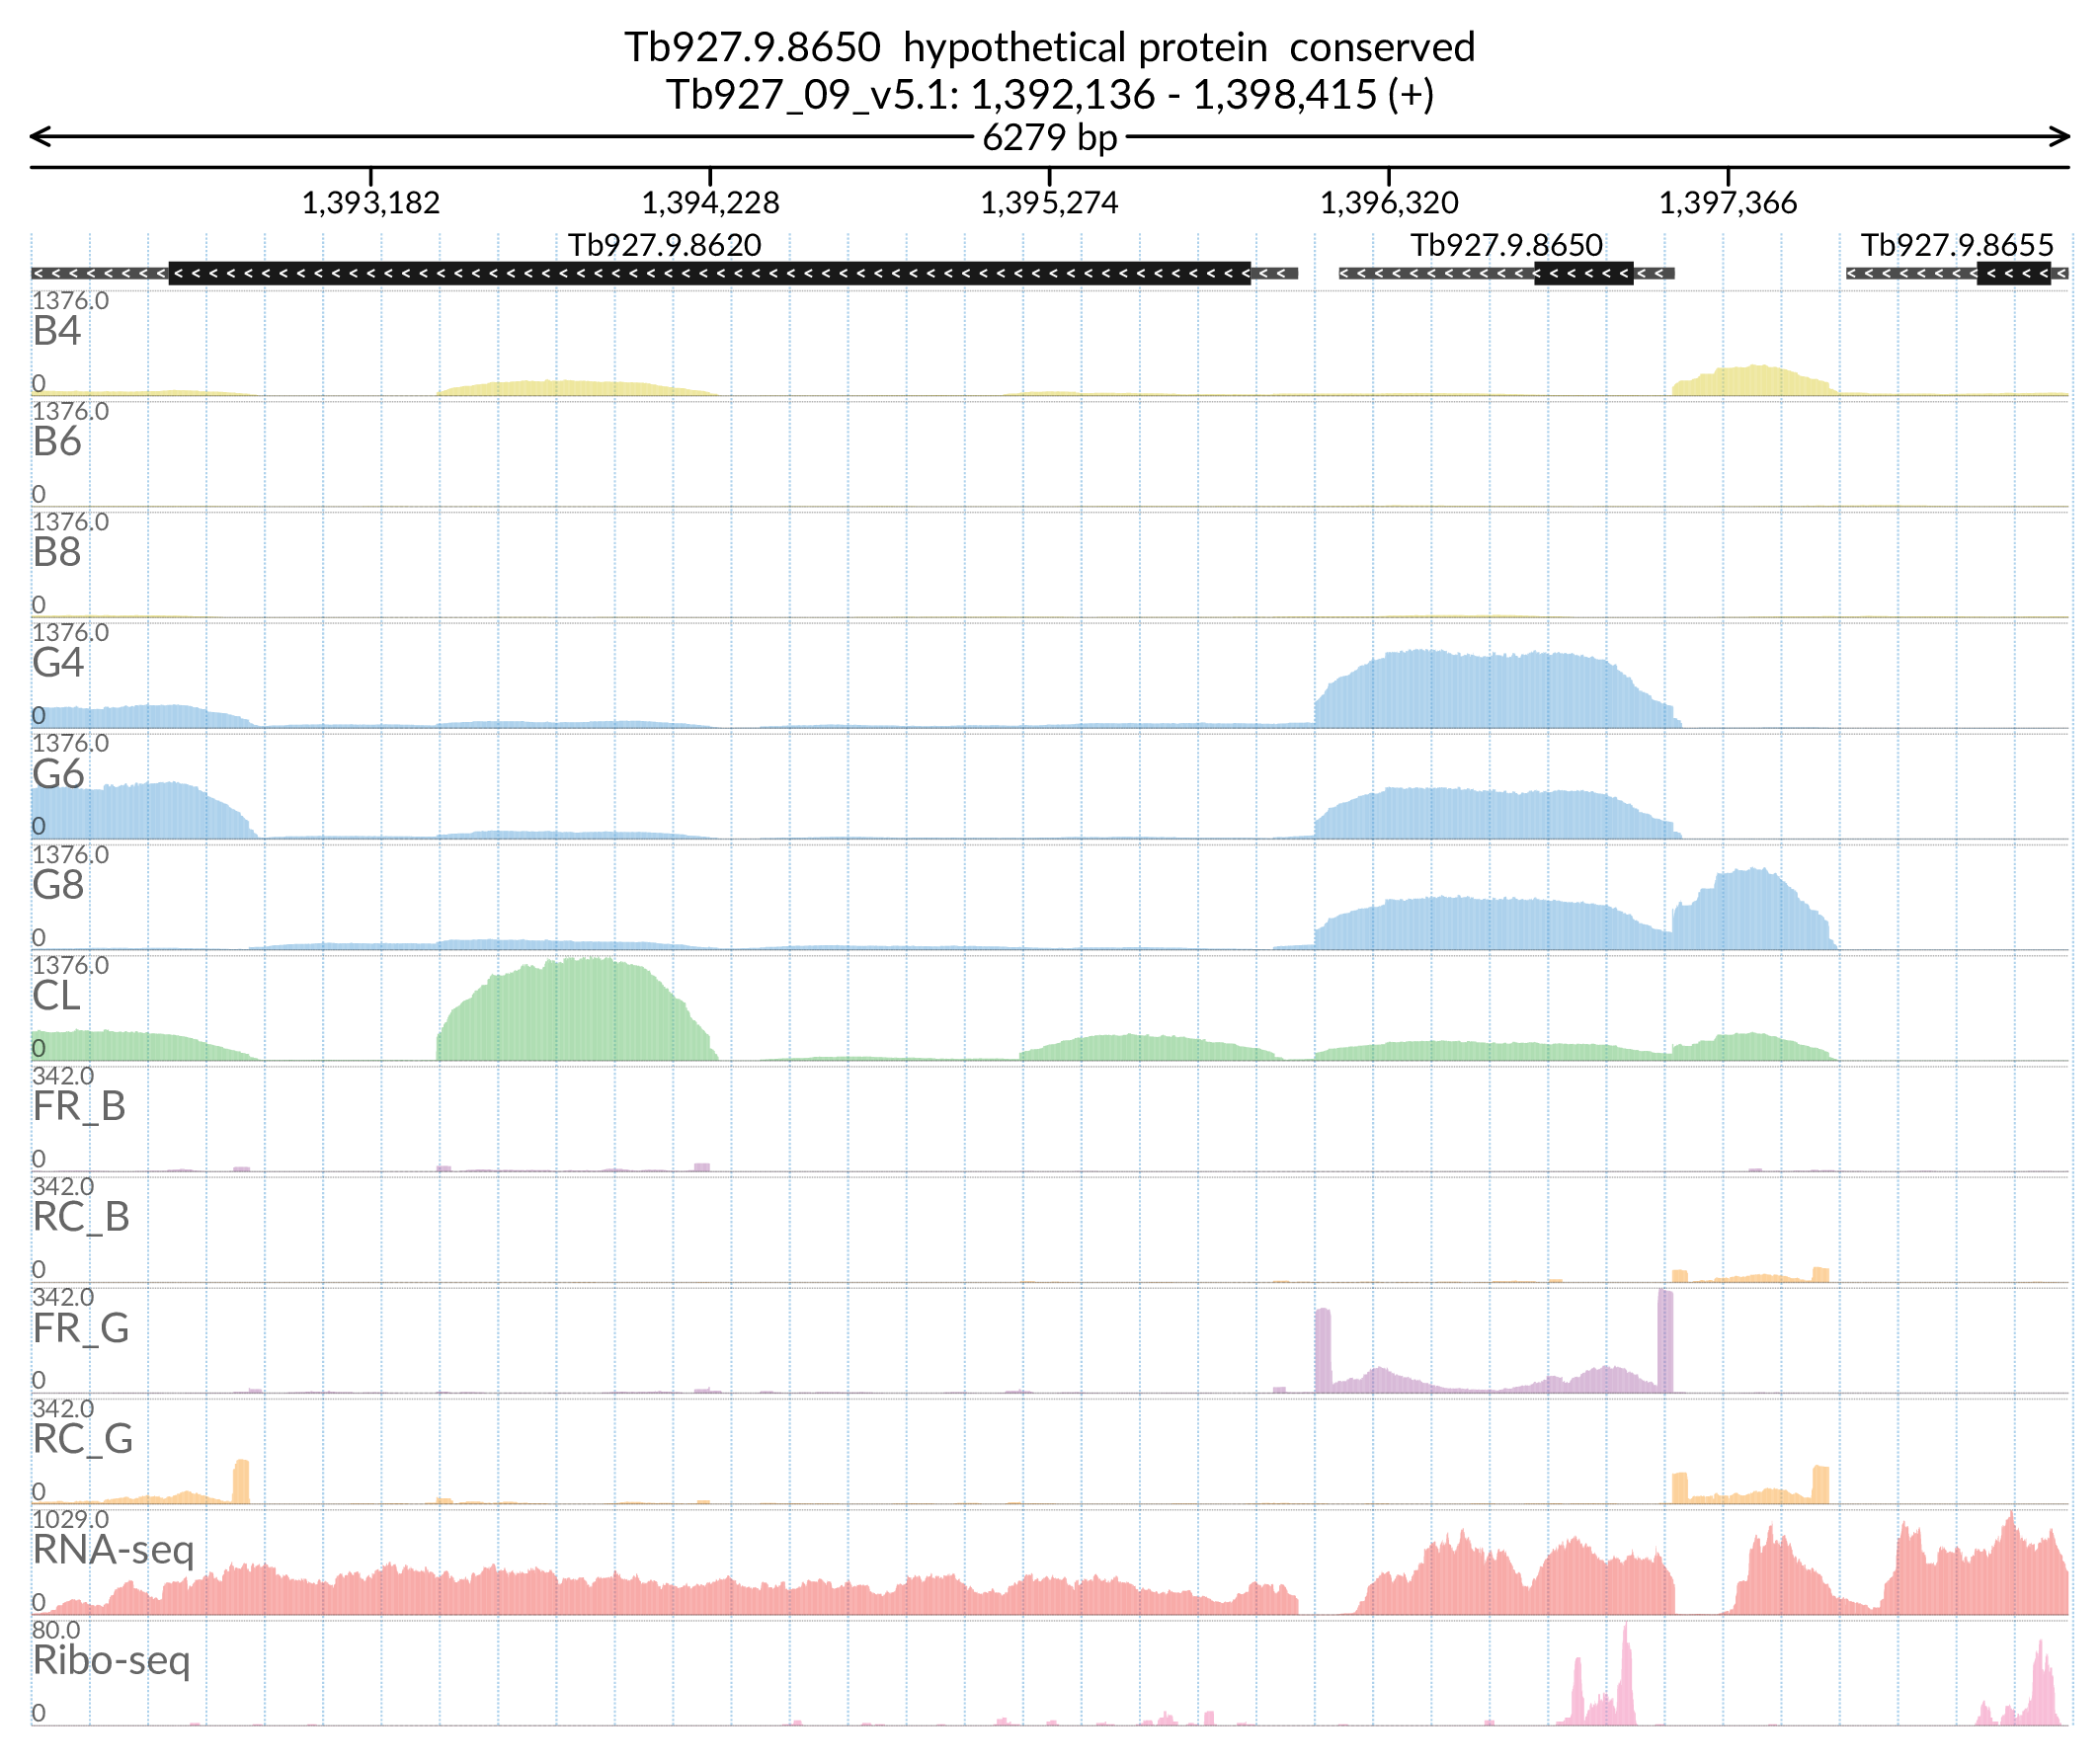 Tb927.9.8650 hypothetical protein conserved
Tb927_09_v5.1: 1,392,136 - 1,398,415 (+)
6279 bp
1,393,182 1,394,228 1,395,274 1,396,320 1,397,366
Tb927.9.8620 Tb927.9.8650 Tb927.9.8655
1376.0
B4
0
1376.0
B6
0
1376.0
B8
0
1376.0
G4
0
1376.0
G6
0
1376.0
G8
0
1376.0
CL
0
342.0
FR_B
0
342.0
RC_B
0
342.0
FR_G
0
342.0
RC_G
0
1029.0
RNA-seq
0
80.0
Ribo-seq
0